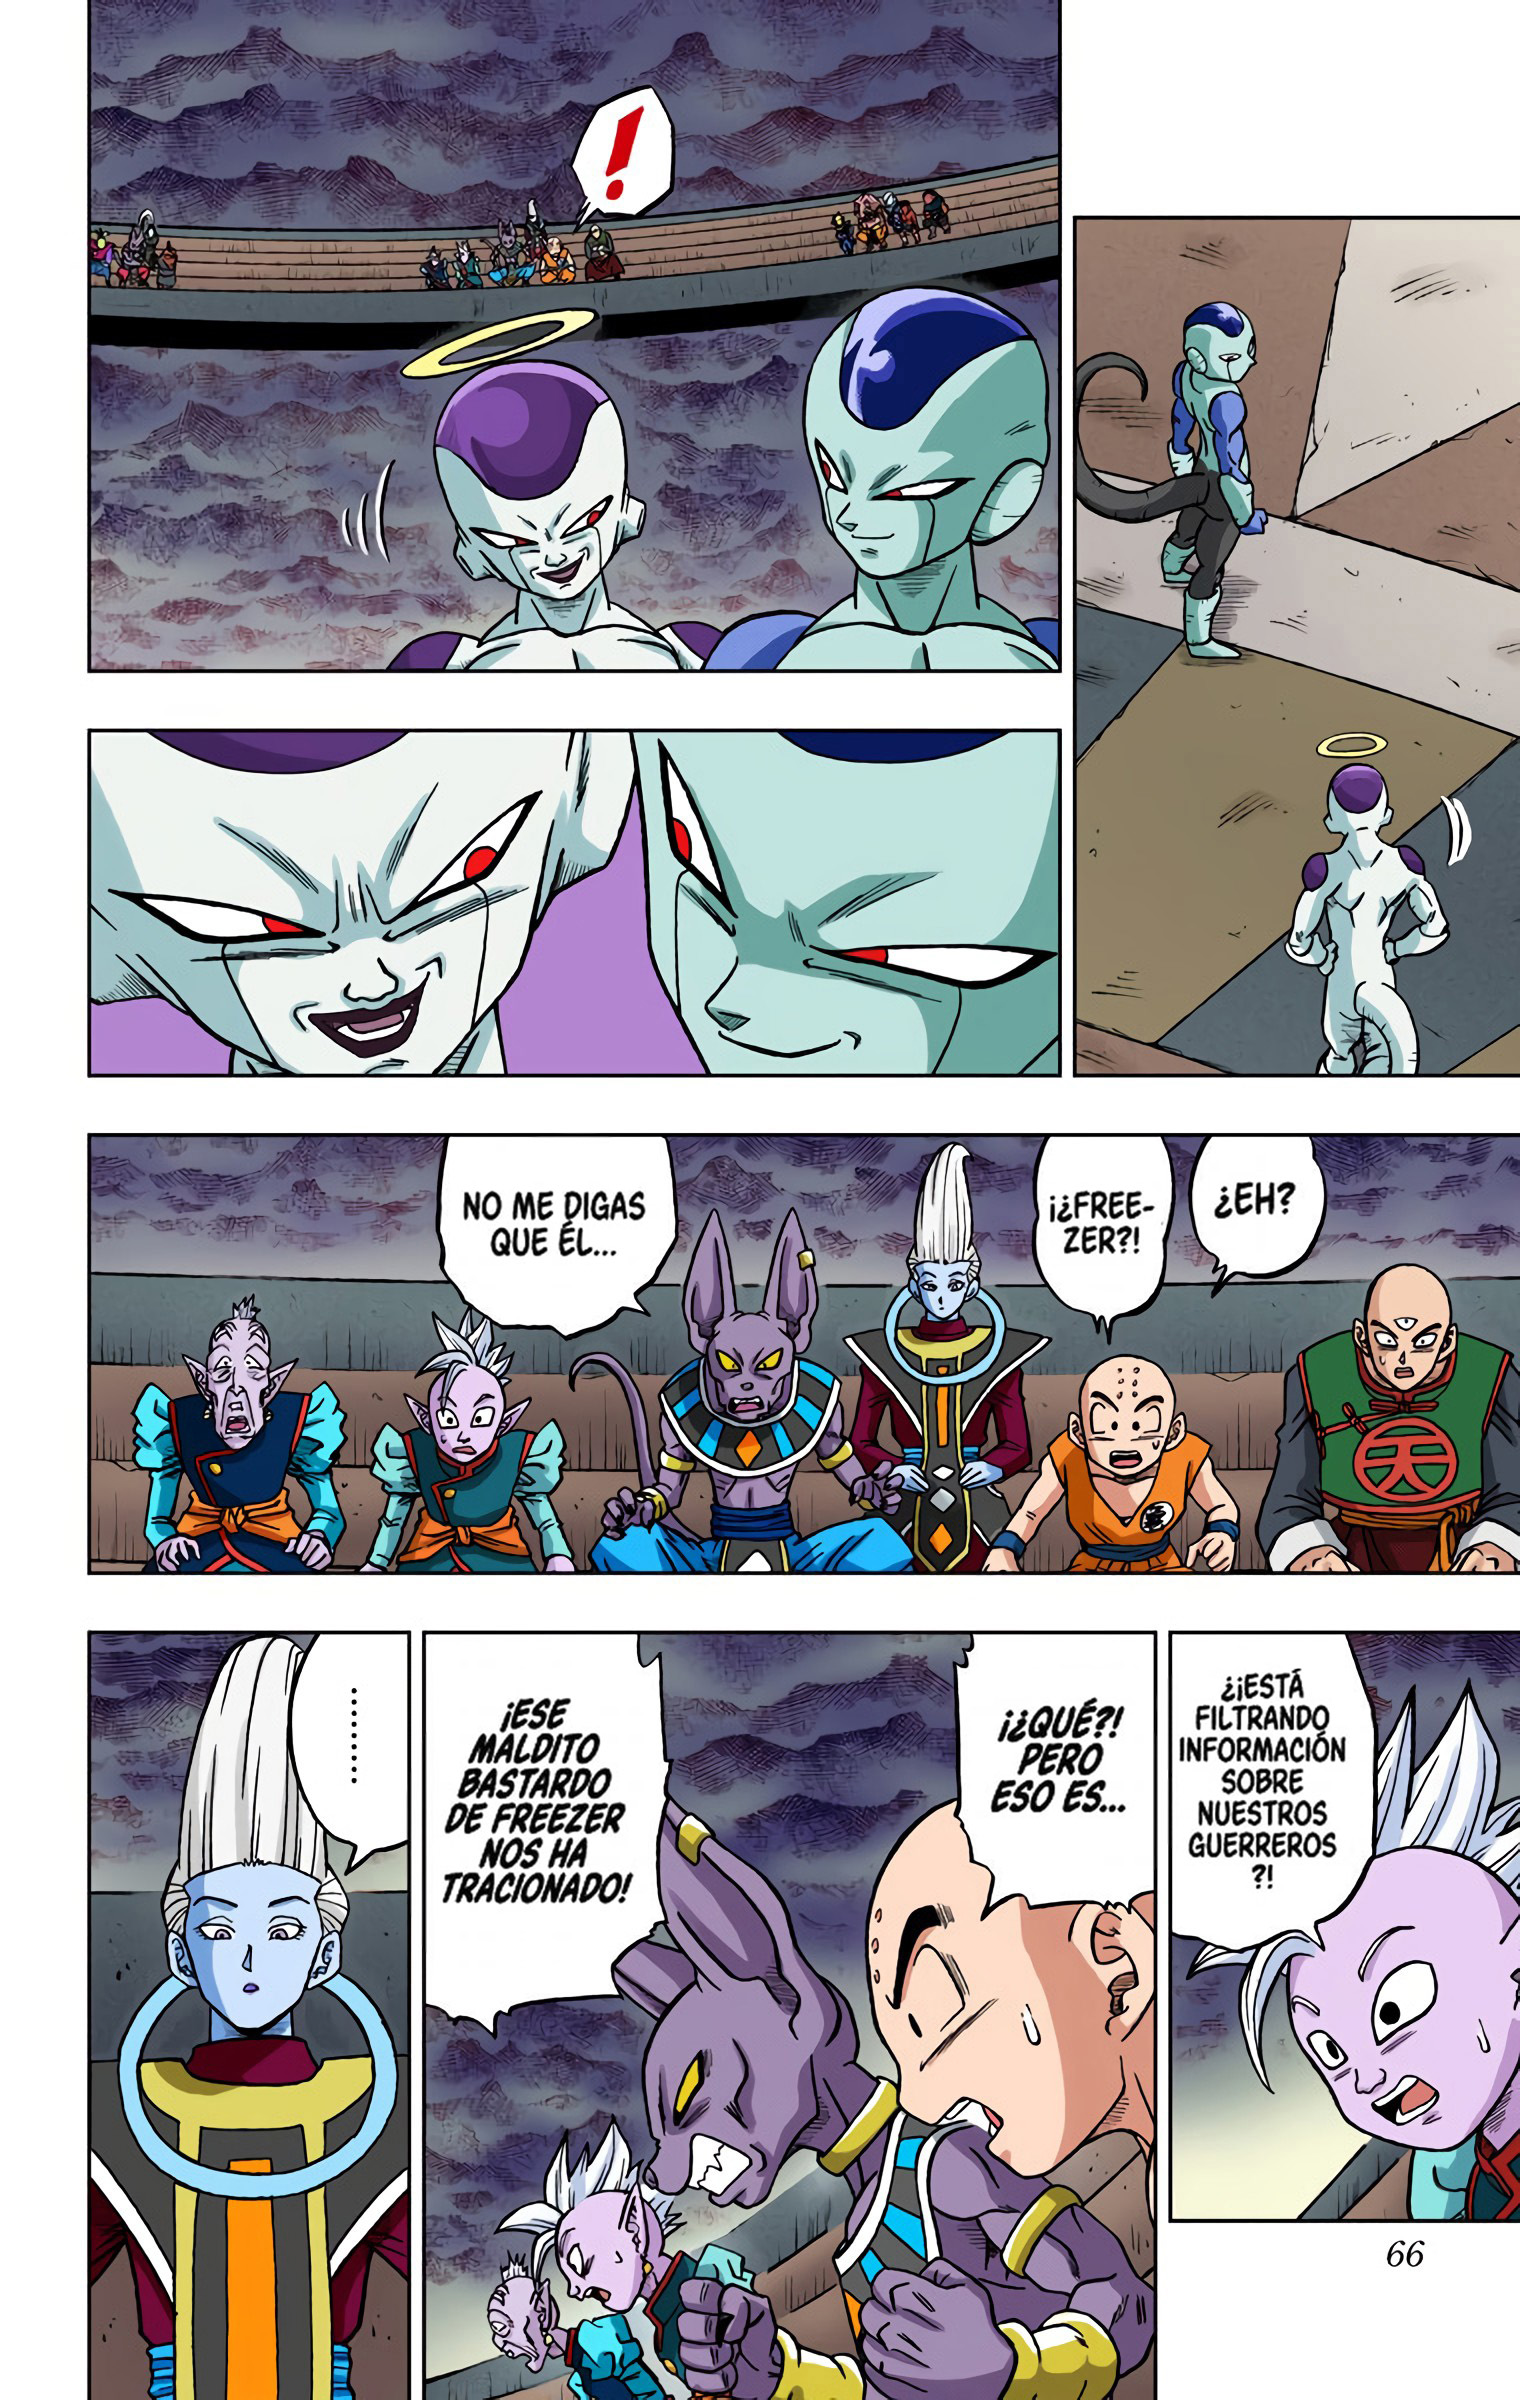 !
¿EH?
¡¿FREE-
ZER?!
天
NO ME DIGAS
QUE ÉL...
¿¡ESTÁ
FILTRANDO
INFORMACIÓN
SOBRE
NUESTROS
GUERREROS
?!
¡¿QUÉ?!
PERO
ESO ES...
¡ESE
MALDITO
BASTARDO
DE FREEZER
NOS HA
TRACIONADO!
........
66